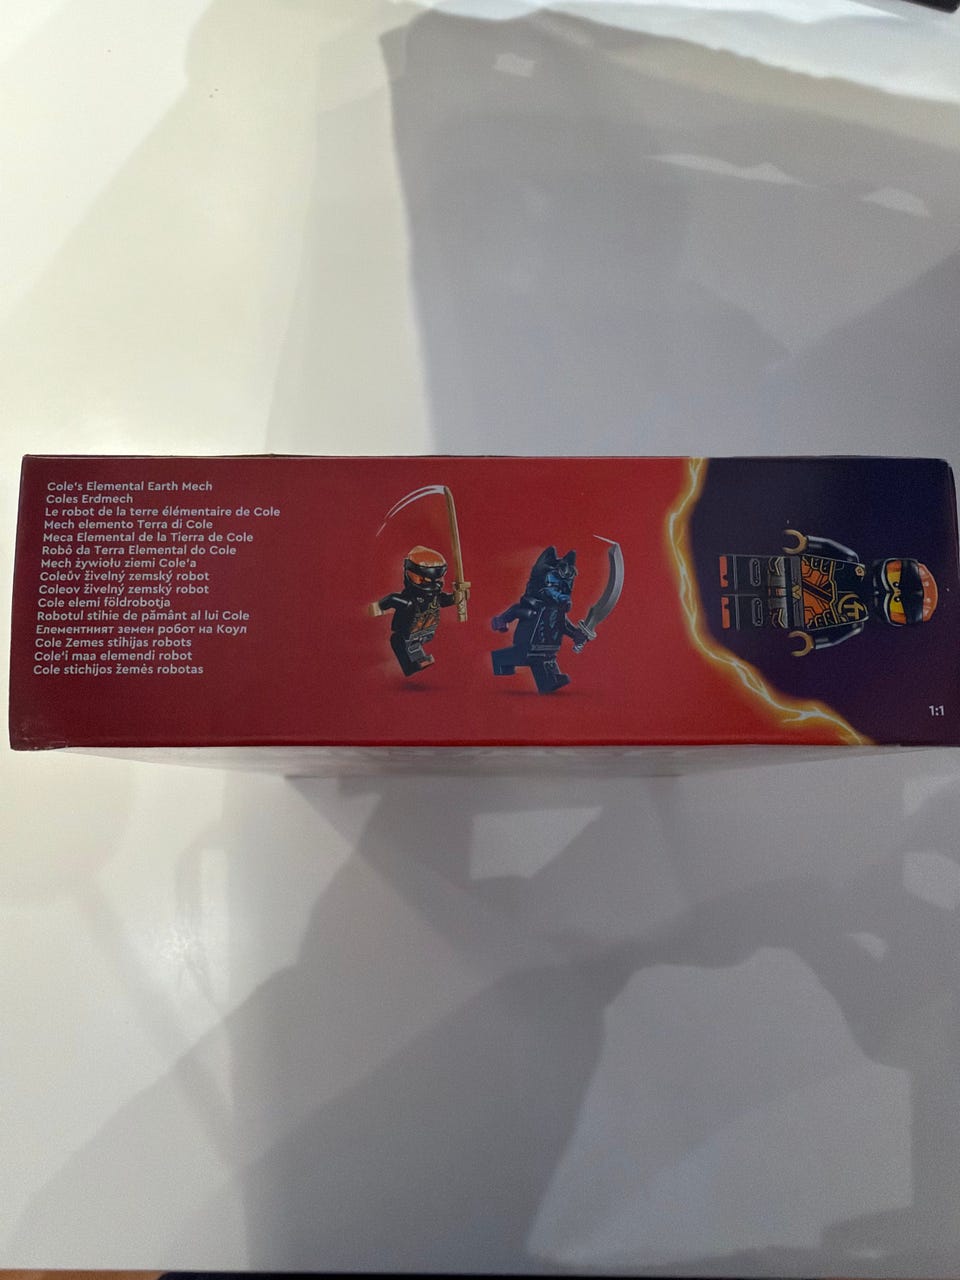 Cole's Elemental Earth Mech
Coles Erdmech
Le robot de la terre élémentaire de Cole
Mech elemento Terra di Cole
Meca Elemental de la Tierra de Cole
Robô da Terra Elemental do Cole
Mech żywiołu ziemi Cole'a
Coleův živelný zemský robot
Coleov živelný zemský robot
Cole elemi földrobotja
Robotul stihie de pământ al lui Cole
Елементният земен робот на Коул
Cole Zemes stihijas robots
Cole'i maa elemendi robot
Cole stichijos žemės robotas
1:1